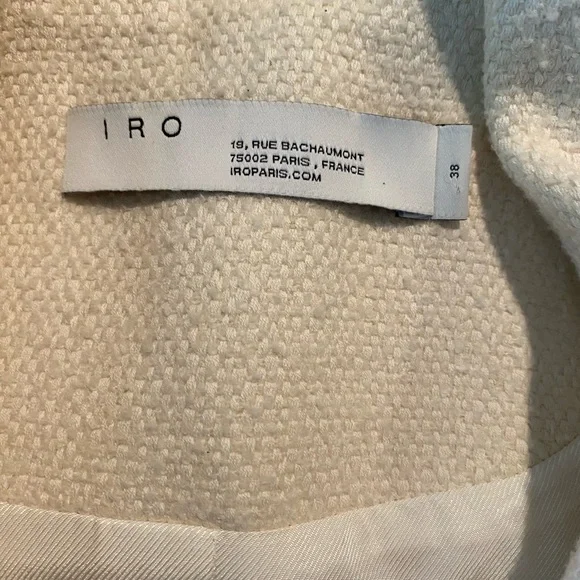 IRO
19, RUE BACHAUMONT
75002 PARIS , FRANCE
IROPARIS.COM
38